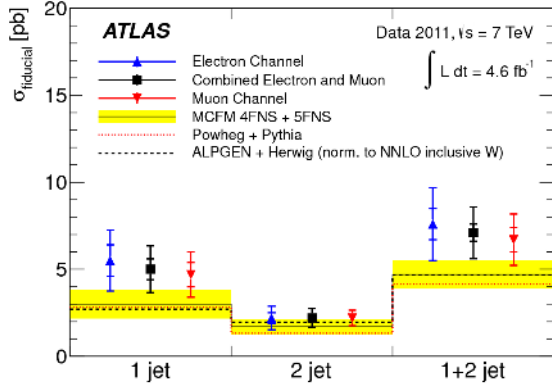 ATLAS
Data 2011, √s = 7 TeV
∫ L dt = 4.6 fb⁻¹
Electron Channel
Combined Electron and Muon
Muon Channel
MCFM 4FNS + 5FNS
Powheg + Pythia
ALPGEN + Herwig (norm. to NNLO inclusive W)
σfiducial [pb]
20
15
10
5
0
1 jet
2 jet
1+2 jet